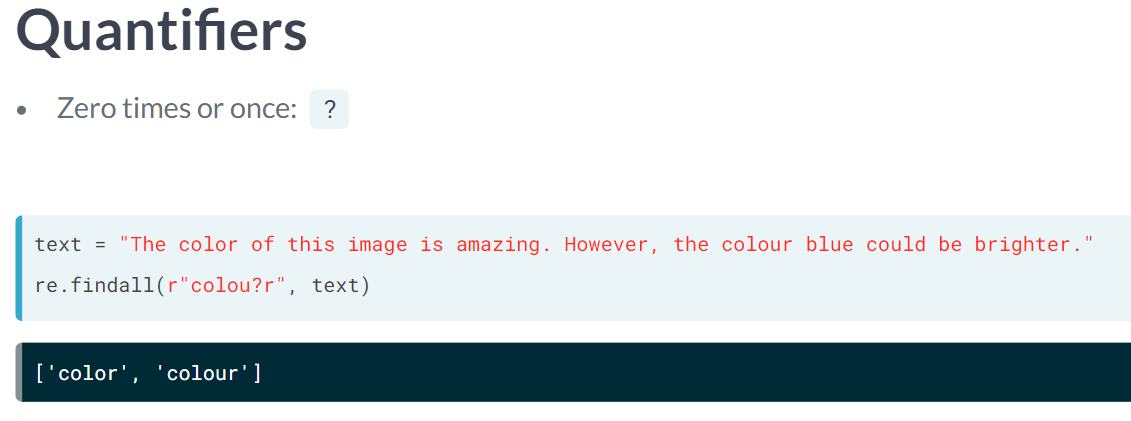 Quantifiers
• Zero times or once: ?
text = "The color of this image is amazing. However, the colour blue could be brighter."
re.findall(r"colou?r", text)
['color', 'colour']